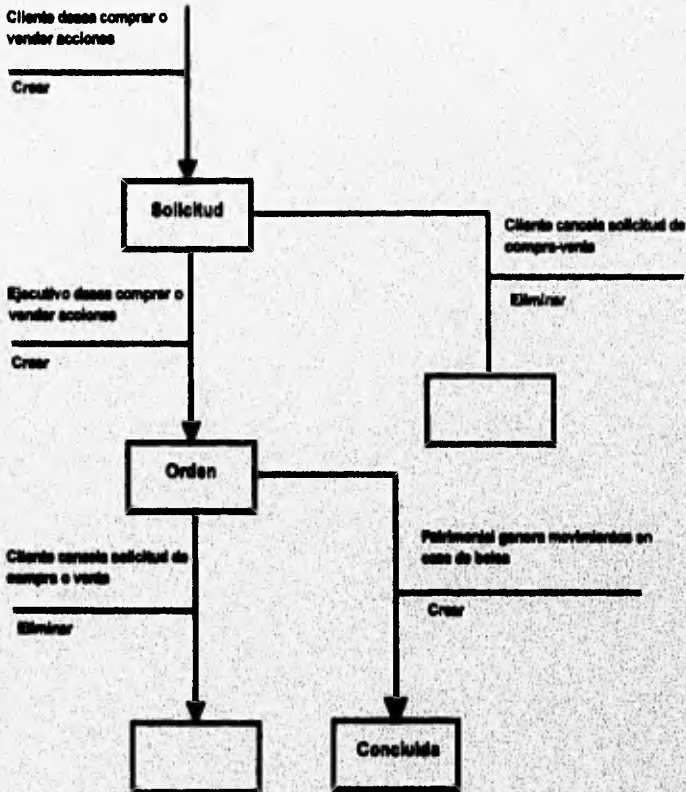 Cliente desea comprar o
vender acciones
Crear
Solicitud
Cliente cancela solicitud de
compra-venta
Eliminar
Ejecutivo desea comprar o
vender acciones
Crear
Orden
Cliente cancela solicitud de
compra o venta
Eliminar
Patrimonial genera movimientos en
casa de bolsa
Crear
Concluida